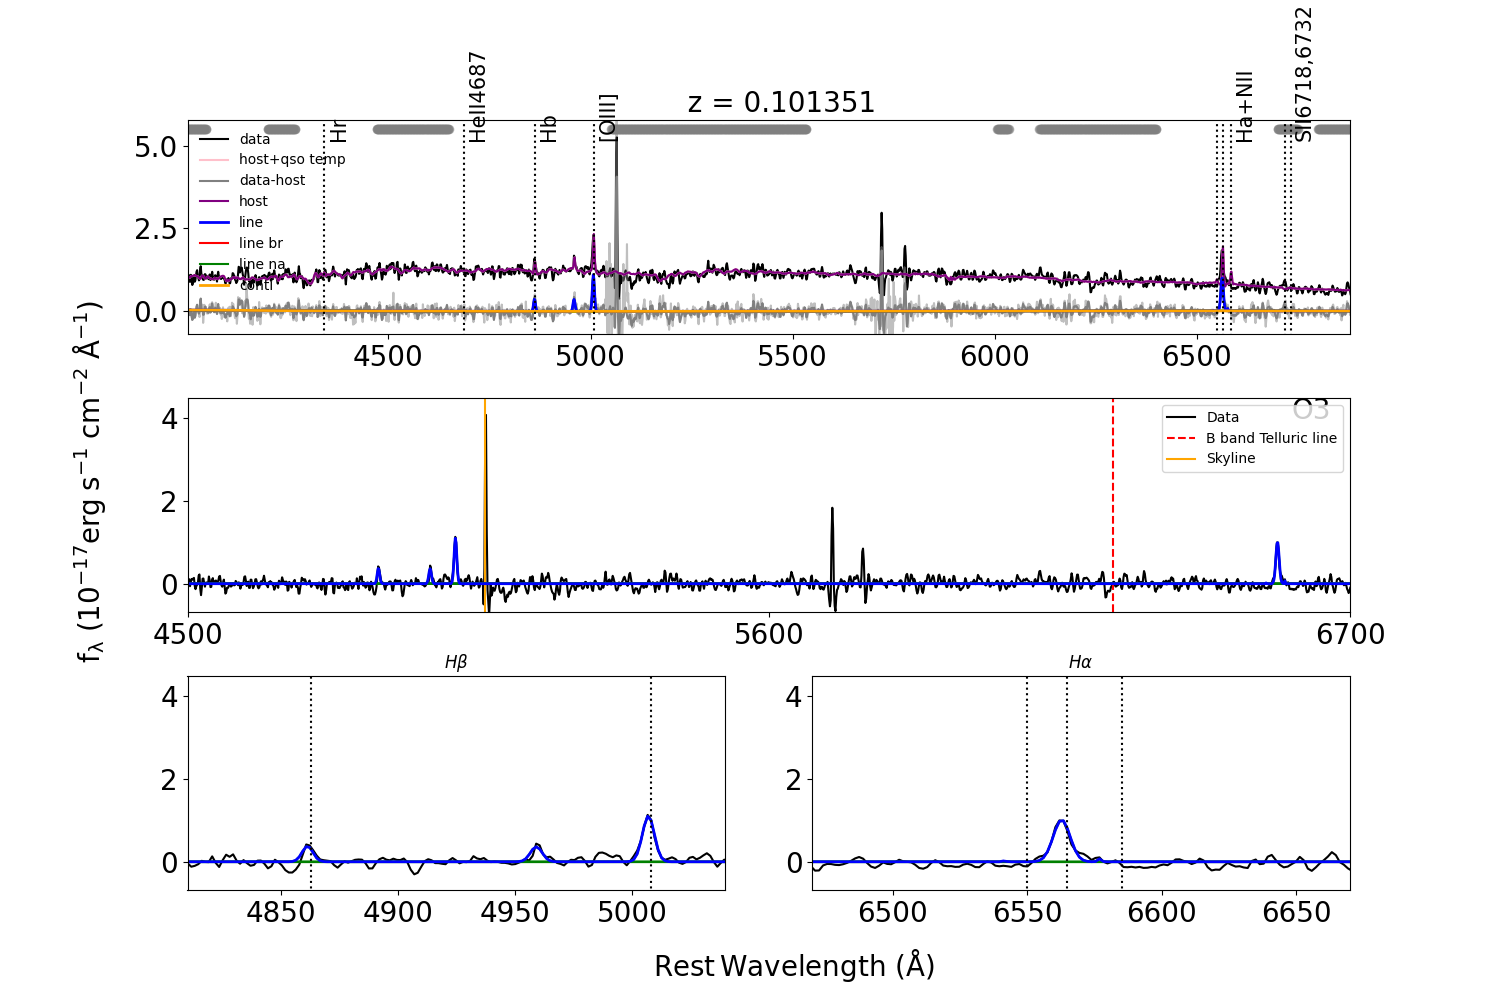 z = 0.101351
Hr
HeII4687
Hb
[OIII]
Ha+NII
SII6718,6732
data
host+qso temp
data-host
host
line
line br
line na
conti
5.0
2.5
0.0
4500 5000 5500 6000 6500
O3
Data
B band Telluric line
Skyline
4
2
0
4500 5600 6700
fλ (10−17erg s−1 cm−2 Å−1)
Hβ
4
2
0
4850 4900 4950 5000
Hα
4
2
0
6500 6550 6600 6650
Rest Wavelength (Å)